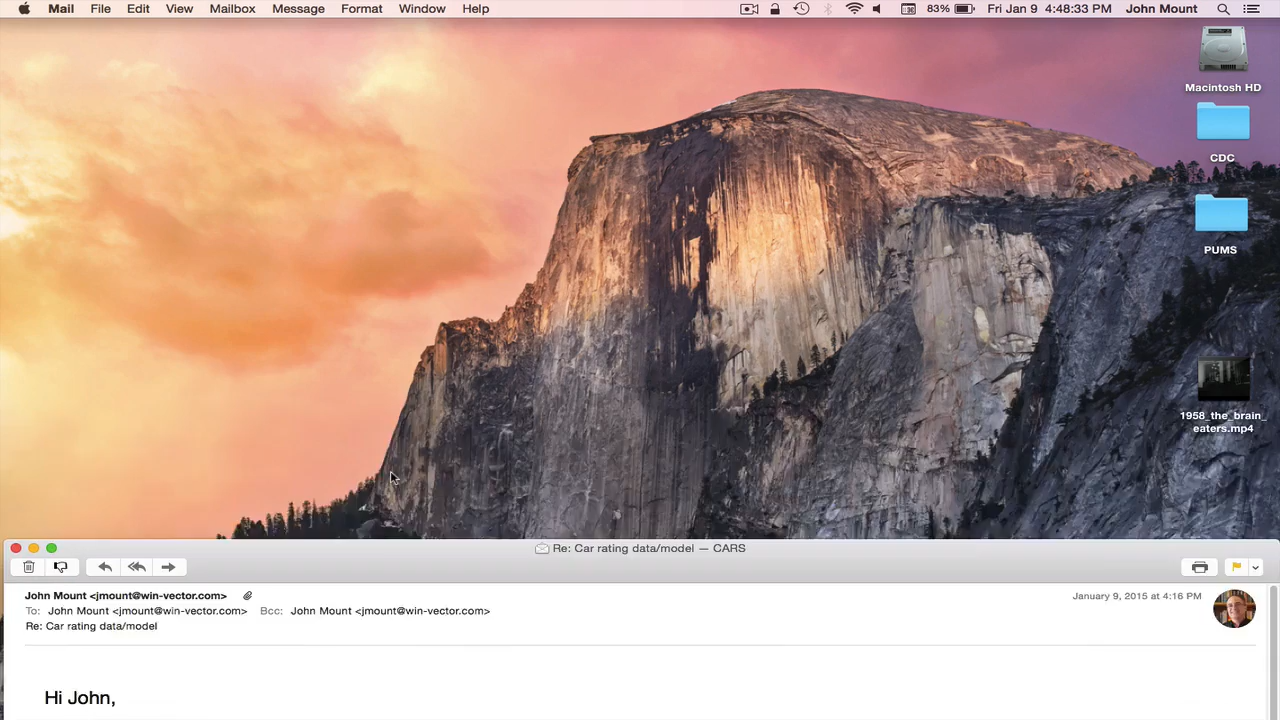 Mail File Edit View Mailbox Message Format Window Help 83% Fri Jan 9 4:48:33 PM John Mount
Macintosh HD
CDC
PUMS
1958_the_brain_
eaters.mp4
Re: Car rating data/model — CARS
John Mount <jmount@win-vector.com> January 9, 2015 at 4:16 PM
To: John Mount <jmount@win-vector.com> Bcc: John Mount <jmount@win-vector.com>
Re: Car rating data/model
Hi John,